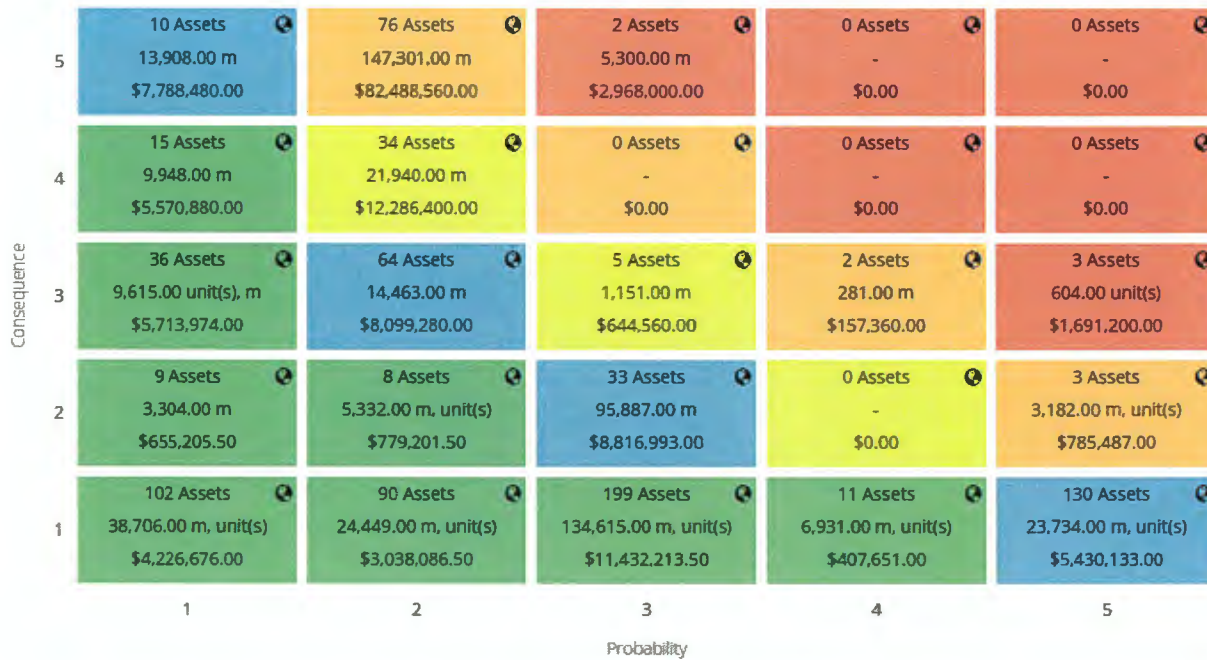 5
10 Assets
13,908.00 m
$7,788,480.00
76 Assets
147,301.00 m
$82,488,560.00
2 Assets
5,300.00 m
$2,968,000.00
0 Assets
-
$0.00
0 Assets
-
$0.00
4
15 Assets
9,948.00 m
$5,570,880.00
34 Assets
21,940.00 m
$12,286,400.00
0 Assets
-
$0.00
0 Assets
-
$0.00
0 Assets
-
$0.00
Consequence
3
36 Assets
9,615.00 unit(s), m
$5,713,974.00
64 Assets
14,463.00 m
$8,099,280.00
5 Assets
1,151.00 m
$644,560.00
2 Assets
281.00 m
$157,360.00
3 Assets
604.00 unit(s)
$1,691,200.00
2
9 Assets
3,304.00 m
$655,205.50
8 Assets
5,332.00 m, unit(s)
$779,201.50
33 Assets
95,887.00 m
$8,816,993.00
0 Assets
-
$0.00
3 Assets
3,182.00 m, unit(s)
$785,487.00
1
102 Assets
38,706.00 m, unit(s)
$4,226,676.00
90 Assets
24,449.00 m, unit(s)
$3,038,086.50
199 Assets
134,615.00 m, unit(s)
$11,432,213.50
11 Assets
6,931.00 m, unit(s)
$407,651.00
130 Assets
23,734.00 m, unit(s)
$5,430,133.00
1
2
3
4
5
Probability